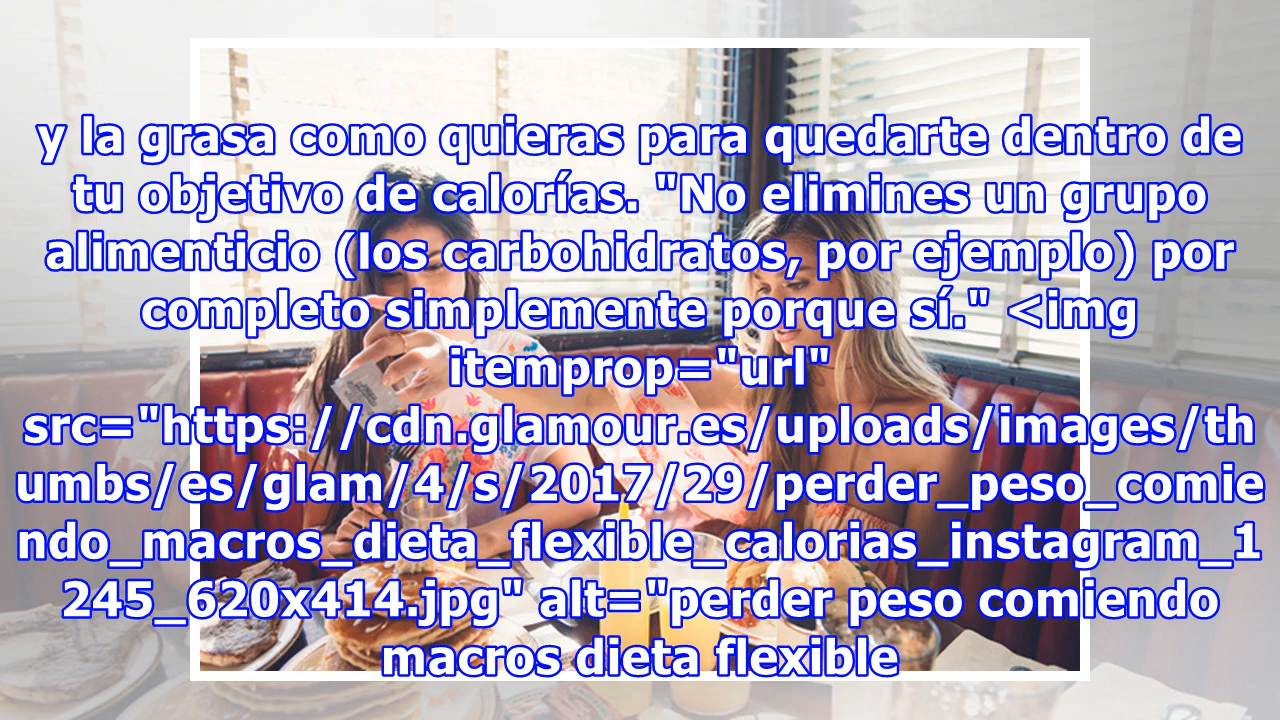 y la grasa como quieras para quedarte dentro de
tu objetivo de calorías. "No elimines un grupo
alimenticio (los carbohidratos, por ejemplo) por
completo simplemente porque sí." <img
itemprop="url"
src="https://cdn.glamour.es/uploads/images/th
umbs/es/glam/4/s/2017/29/perder_peso_comie
ndo_macros_dieta_flexible_calorias_instagram_1
245_620x414.jpg" alt="perder peso comiendo
macros dieta flexible